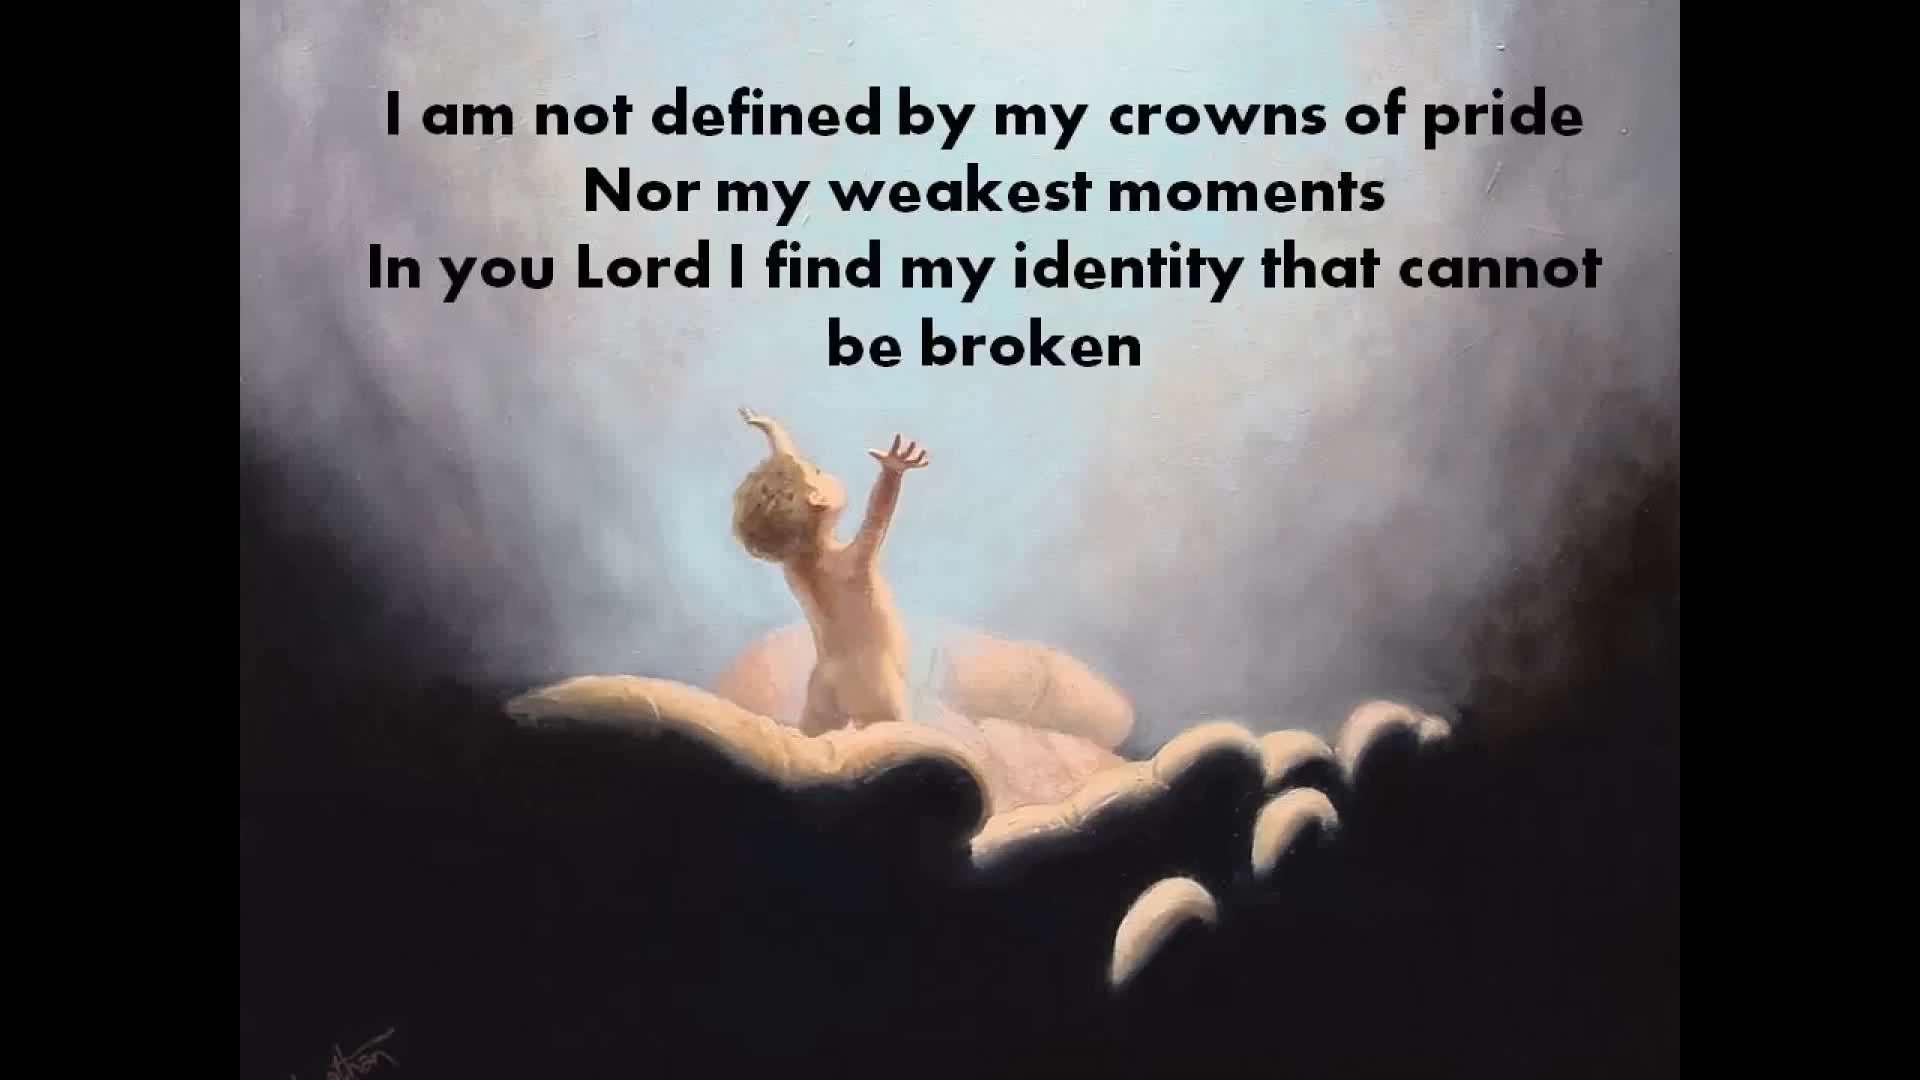 I am not defined by my crowns of pride
Nor my weakest moments
In you Lord I find my identity that cannot
be broken